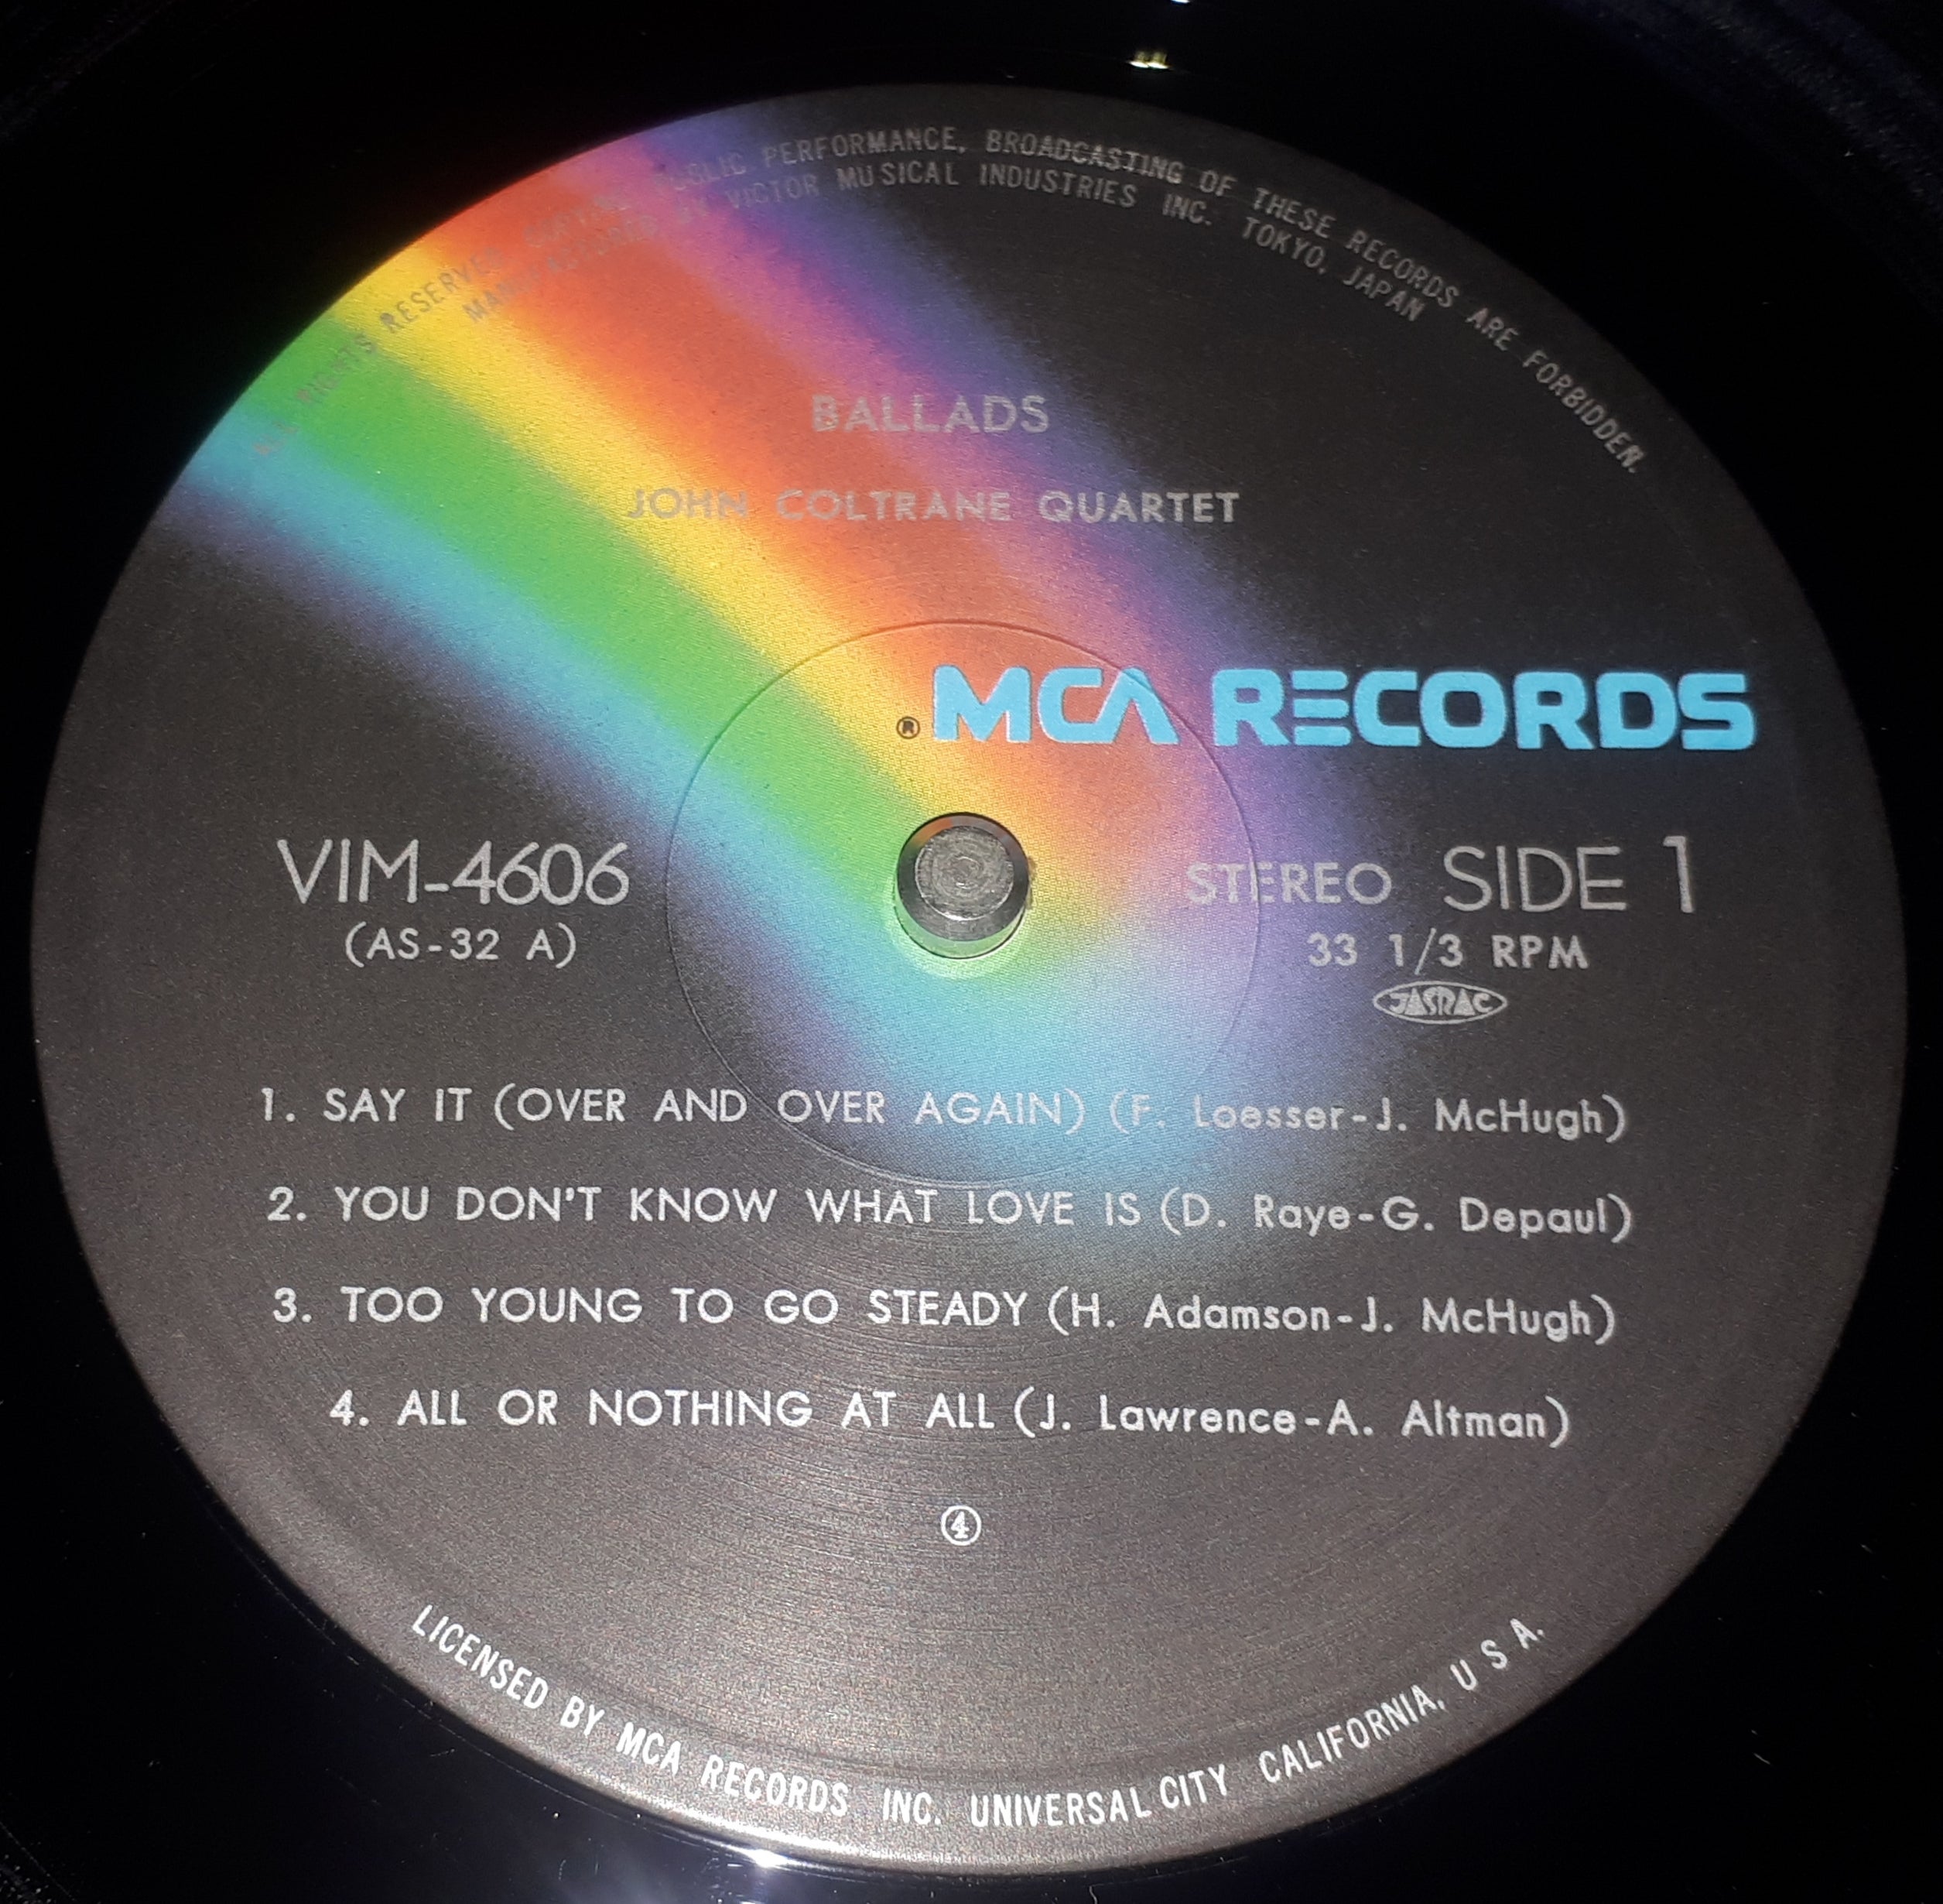 ALL RIGHTS RESERVED. COPYING, PUBLIC PERFORMANCE, BROADCASTING OF THESE RECORDS ARE FORBIDDEN.
MANUFACTURED BY VICTOR MUSICAL INDUSTRIES INC. TOKYO, JAPAN
BALLADS
JOHN COLTRANE QUARTET
® MCA RECORDS
VIM-4606
(AS-32 A)
STEREO SIDE 1
33 1/3 RPM
JASRAC
1. SAY IT (OVER AND OVER AGAIN) (F. Loesser-J. McHugh)
2. YOU DON'T KNOW WHAT LOVE IS (D. Raye-G. Depaul)
3. TOO YOUNG TO GO STEADY (H. Adamson-J. McHugh)
4. ALL OR NOTHING AT ALL (J. Lawrence-A. Altman)
④
LICENSED BY MCA RECORDS INC. UNIVERSAL CITY CALIFORNIA, U S A.